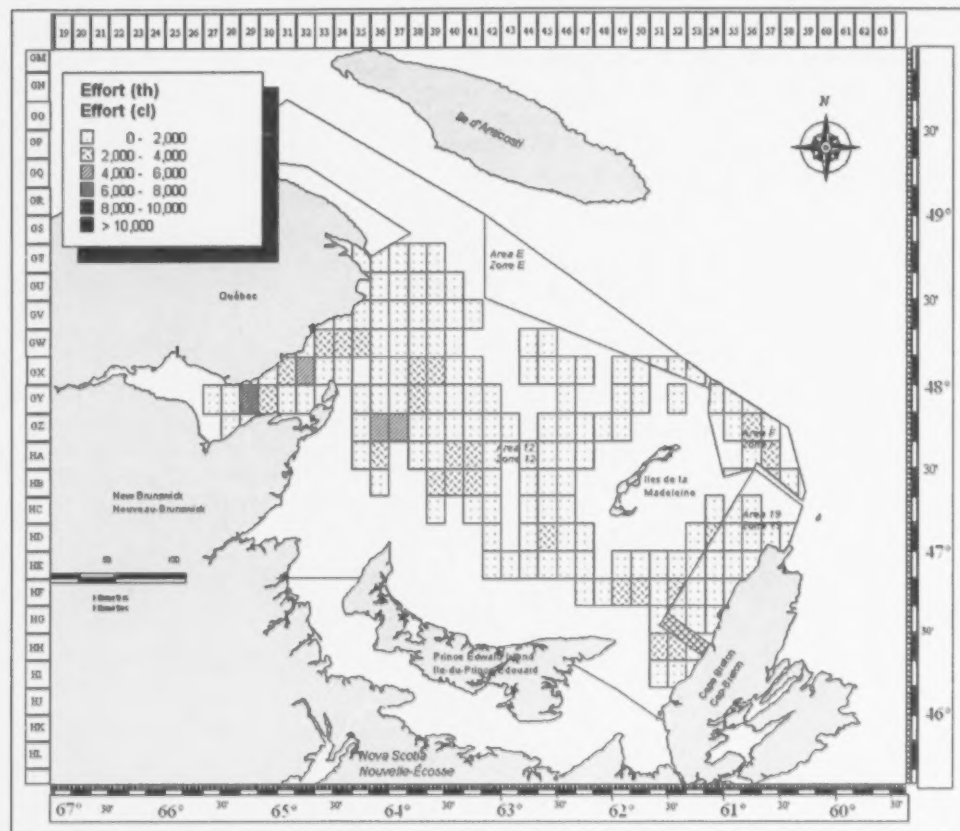 19 20 21 22 23 24 25 26 27 28 29 30 31 32 33 34 35 36 37 38 39 40 41 42 43 44 45 46 47 48 49 50 51 52 53 54 55 56 57 58 59 60 61 62 63
GM
GN
GO
GP
GQ
GR
GS
GT
GU
GV
GW
GX
GY
GZ
HA
HB
HC
HD
HE
HF
HG
HH
HI
HJ
HK
HL
Effort (th)
Effort (cl)
0 - 2,000
2,000 - 4,000
4,000 - 6,000
6,000 - 8,000
8,000 - 10,000
> 10,000
Ile d'Anticosti
N
30'
49°
30'
48°
30'
47°
30'
46°
Area E
Zone E
Québec
Area 12
Zone 12
Area F
Iles de la
Madeleine
Area 19
New Brunswick
Nouveau-Brunswick
Prince Edward Island
Ile-du-Prince-Édouard
Cape Breton
Cap-Breton
Nova Scotia
Nouvelle-Écosse
67° 30' 66° 30' 65° 30' 64° 30' 63° 30' 62° 30' 61° 30' 60°